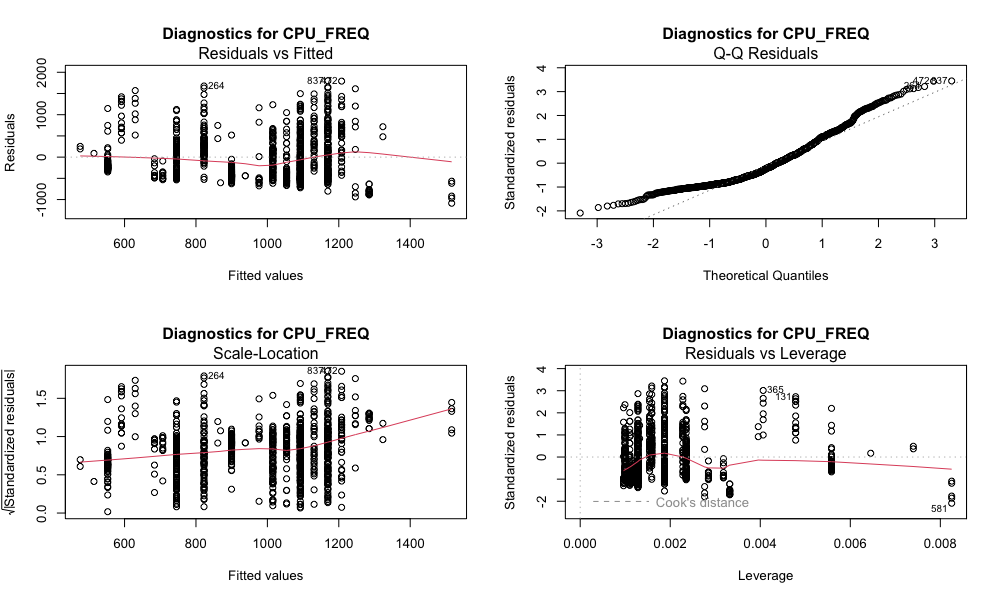 Diagnostics for CPU_FREQ
Residuals vs Fitted
Residuals
2000
1000
0
-1000
264
600
800
1000
1200
1400
Fitted values
Diagnostics for CPU_FREQ
Q-Q Residuals
Standardized residuals
4
3
2
1
0
-1
-2
-3
-2
-1
0
1
2
3
Theoretical Quantiles
Diagnostics for CPU_FREQ
Scale-Location
√|Standardized residuals|
1.5
1.0
0.5
0.0
264
600
800
1000
1200
1400
Fitted values
Diagnostics for CPU_FREQ
Residuals vs Leverage
Standardized residuals
4
3
2
1
0
-2
365
131
Cook's distance
581
0.000
0.002
0.004
0.006
0.008
Leverage